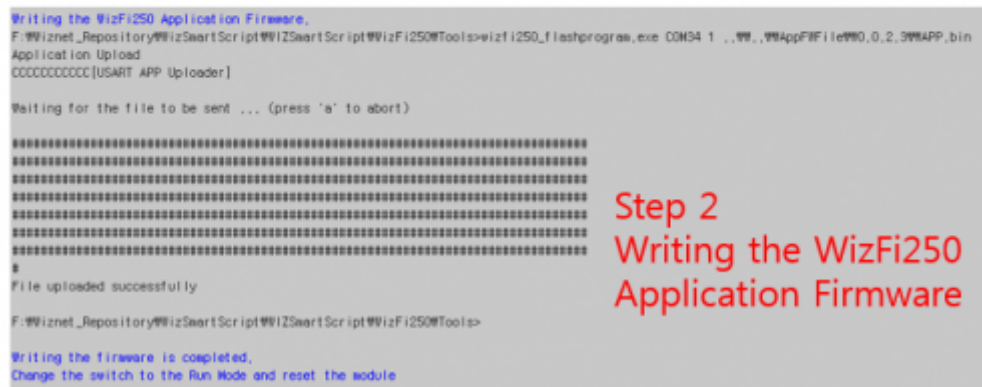 Writing the WizFi250 Application Firmware.
F:₩Wiznet_Repository₩WizSmartScript₩WIZSmartScript₩WizFi250₩Tools>wizfi250_flashprogram.exe COM34 1 ..₩₩..₩₩AppFWFile₩₩0.0.2.3₩₩APP.bin
Application Upload
CCCCCCCCCCC[USART APP Uploader]
Waiting for the file to be sent ... (press 'a' to abort)
################################################################################
################################################################################
################################################################################
################################################################################
################################################################################
################################################################################
################################################################################
#
File uploaded successfully
F:₩Wiznet_Repository₩WizSmartScript₩WIZSmartScript₩WizFi250₩Tools>
Writing the firmware is completed.
Change the switch to the Run Mode and reset the module
Step 2
Writing the WizFi250
Application Firmware